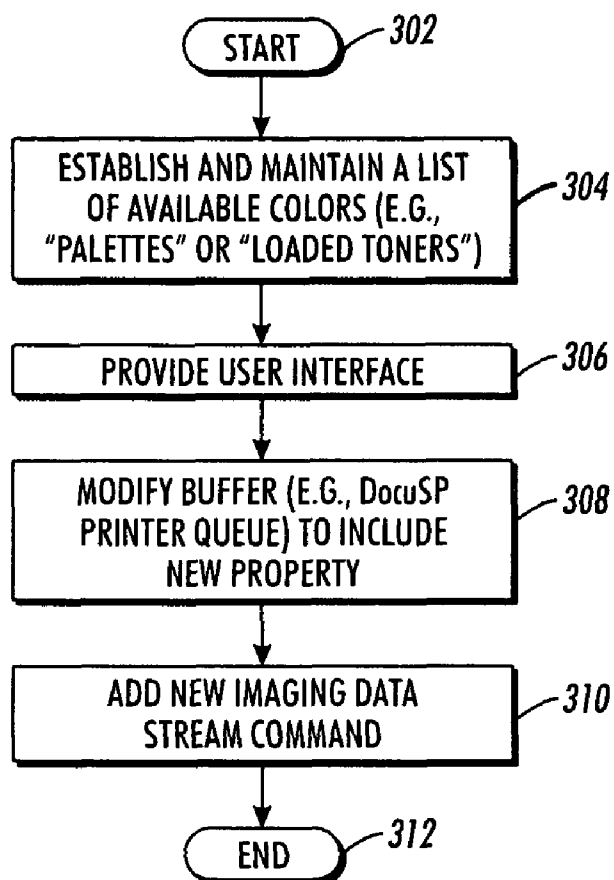 START
302
ESTABLISH AND MAINTAIN A LIST
OF AVAILABLE COLORS (E.G.,
"PALETTES" OR "LOADED TONERS")
304
PROVIDE USER INTERFACE
306
MODIFY BUFFER (E.G., DocuSP
PRINTER QUEUE) TO INCLUDE
NEW PROPERTY
308
ADD NEW IMAGING DATA
STREAM COMMAND
310
END
312